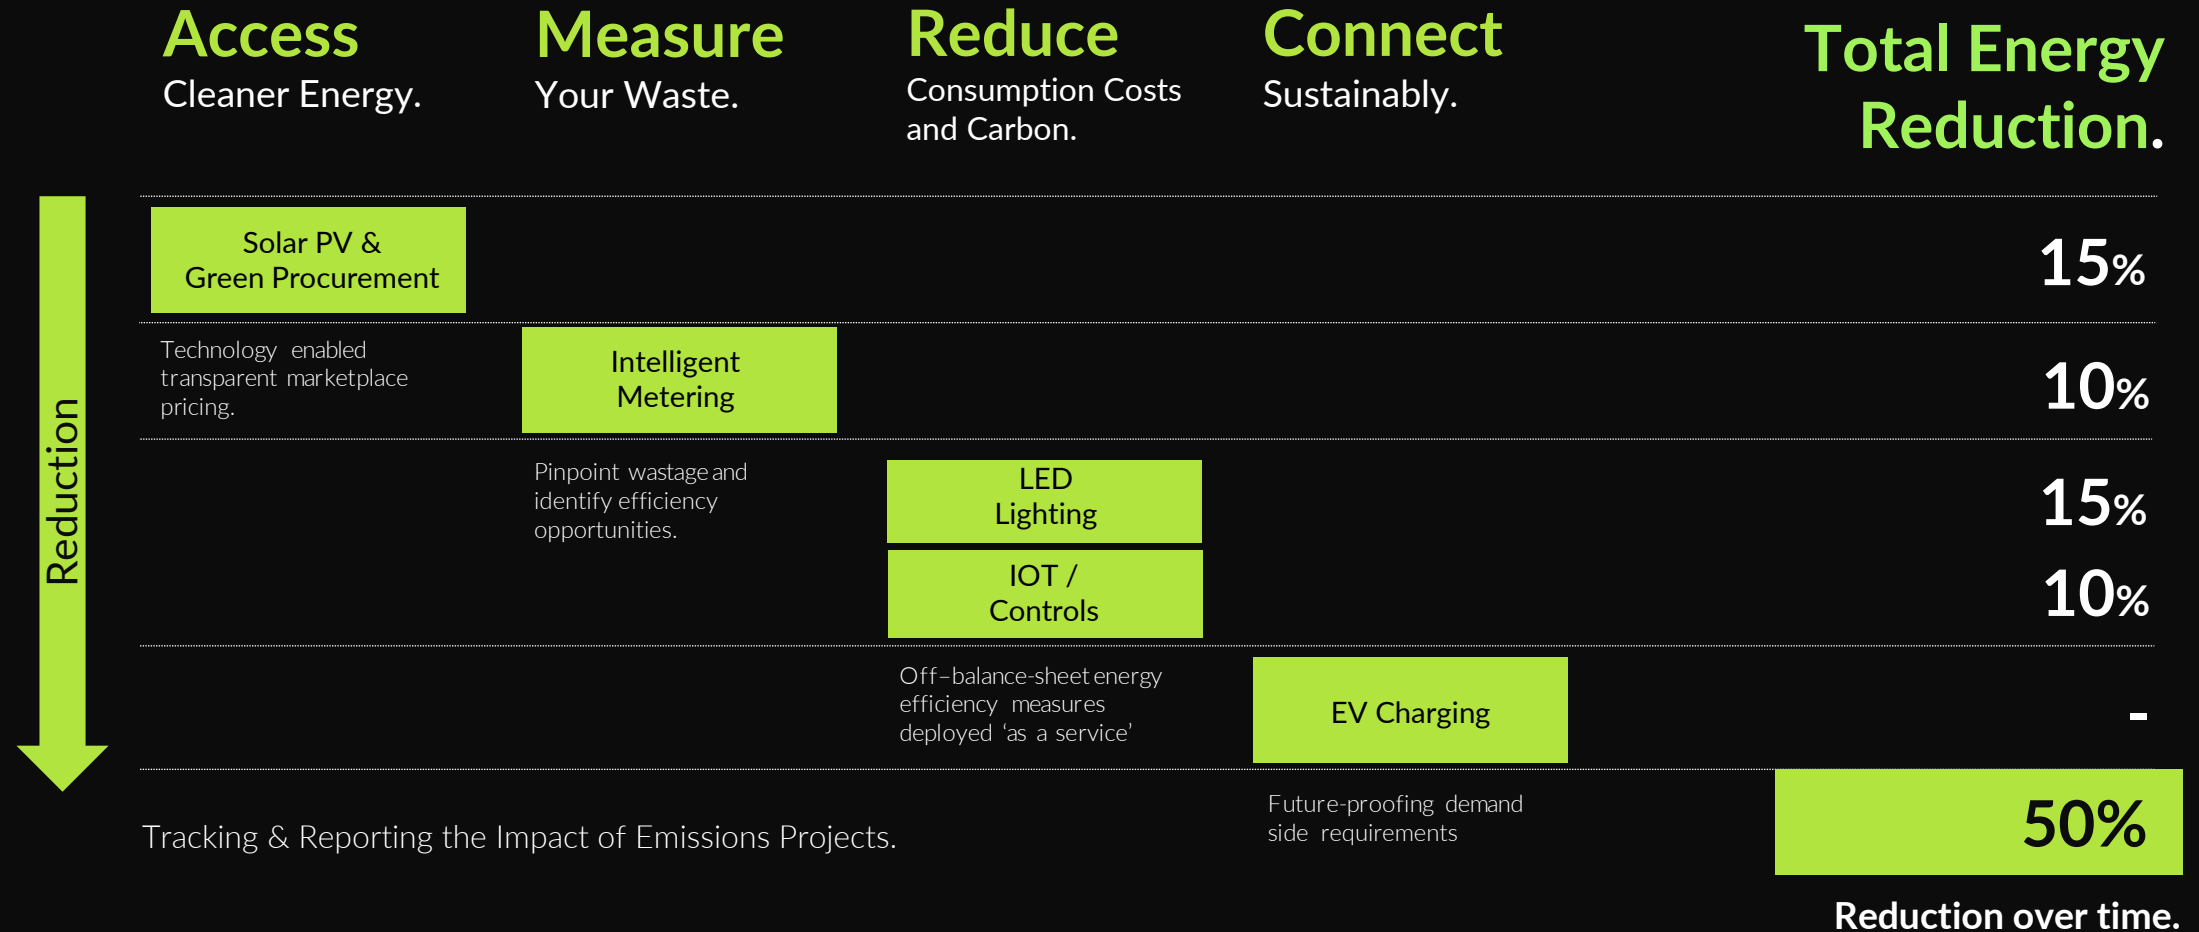 Access
Cleaner Energy.
Measure
Your Waste.
Reduce
Consumption Costs
and Carbon.
Connect
Sustainably.
Total Energy
Reduction.
Reduction
Solar PV &
Green Procurement
15%
Technology enabled
transparent marketplace
pricing.
Intelligent
Metering
10%
Pinpoint wastage and
identify efficiency
opportunities.
LED
Lighting
15%
IOT /
Controls
10%
Off–balance-sheet energy
efficiency measures
deployed ‘as a service’
EV Charging
-
Tracking & Reporting the Impact of Emissions Projects.
Future-proofing demand
side requirements
50%
Reduction over time.